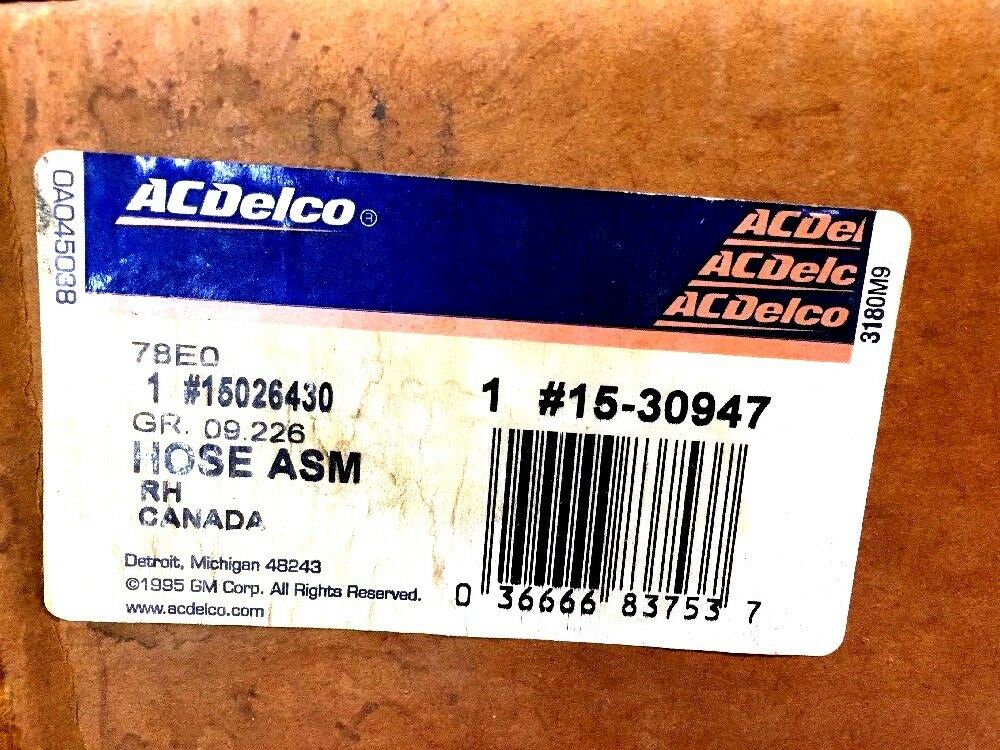 0A045038
ACDelco®
ACDel
ACDelc
ACDelco
3180M9
78E0
1 #15026430
1 #15-30947
GR. 09.226
HOSE ASM
RH
CANADA
Detroit, Michigan 48243
©1995 GM Corp. All Rights Reserved.
www.acdelco.com
0 36666 83753 7